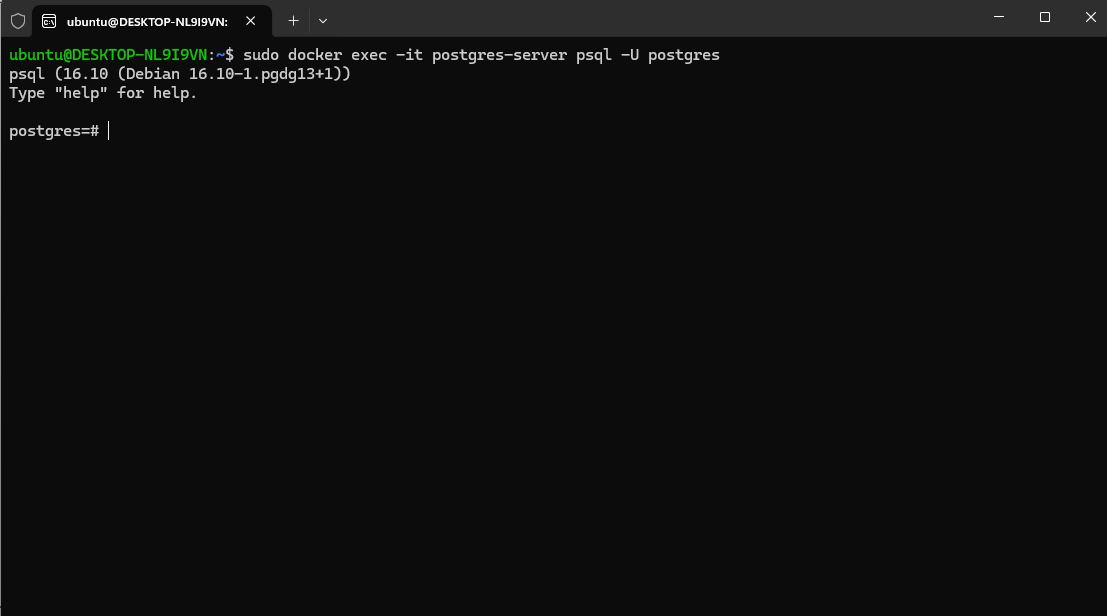 ubuntu@DESKTOP-NL9I9VN:
ubuntu@DESKTOP-NL9I9VN:~$ sudo docker exec -it postgres-server psql -U postgres
psql (16.10 (Debian 16.10-1.pgdg13+1))
Type "help" for help.
postgres=#